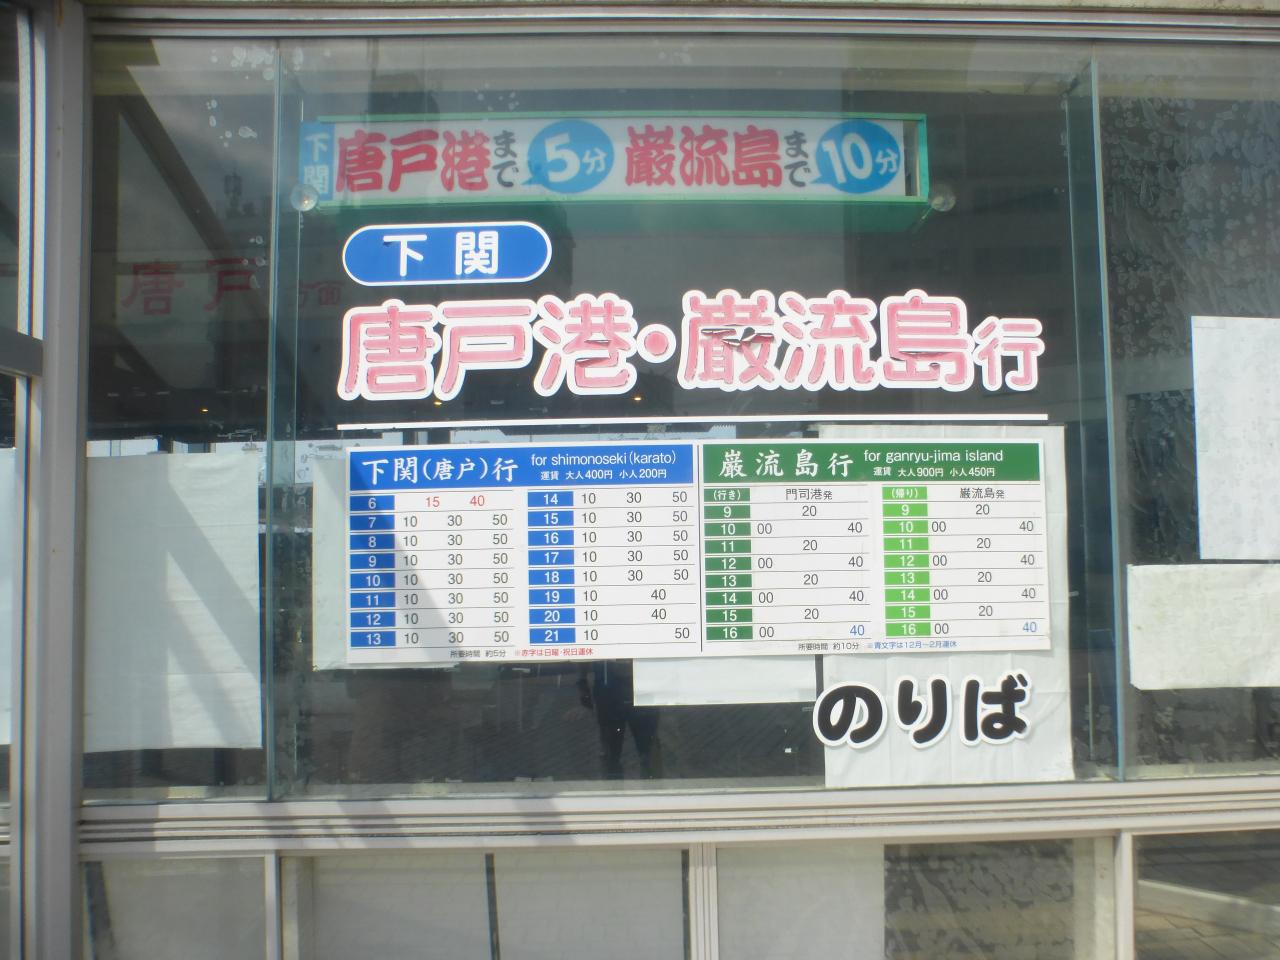 下関
唐戸港まで5分 巌流島まで10分
下関
唐戸港・巌流島行
唐戸方面
下関(唐戸)行 for shimonoseki(karato)
運賃 大人400円 小人200円
6 15 40
7 10 30 50
8 10 30 50
9 10 30 50
10 10 30 50
11 10 30 50
12 10 30 50
13 10 30 50
14 10 30 50
15 10 30 50
16 10 30 50
17 10 30 50
18 10 30 50
19 10 40
20 10 40
21 10 50
所要時間 約5分 ※赤字は日曜・祝日運休
巌流島行 for ganryu-jima island
運賃 大人900円 小人450円
(行き) 門司港発
9 20
10 00 40
11 20
12 00 40
13 20
14 00 40
15 20
16 00 40
(帰り) 巌流島発
9 20
10 00 40
11 20
12 00 40
13 20
14 00 40
15 20
16 00 40
所要時間 約10分 ※青文字は12月~2月運休
のりば